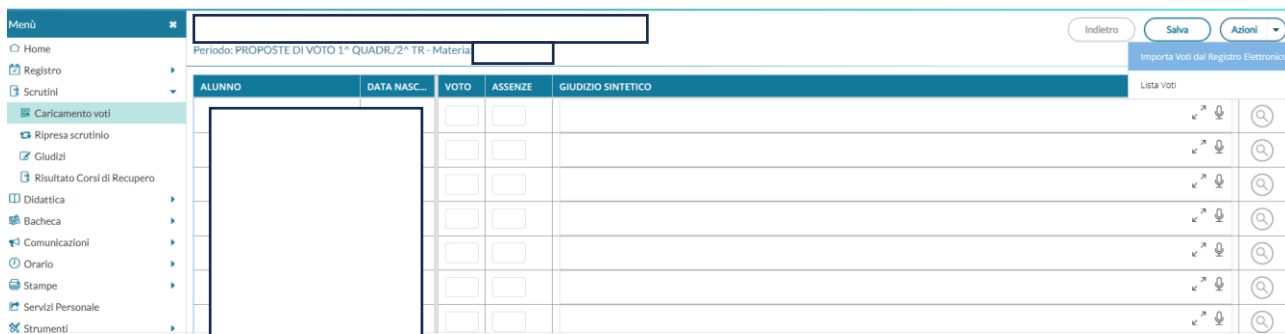 Menù
Home
Registro
Scrutini
Caricamento voti
Ripresa scrutinio
Giudizi
Risultato Corsi di Recupero
Didattica
Bacheca
Comunicazioni
Orario
Stampe
Servizi Personale
Strumenti
Indietro
Salva
Azioni
Importa Voti dal Registro Elettronico
Lista Voti
Periodo: PROPOSTE DI VOTO 1^ QUADR./2^ TR - Materia:
ALUNNO DATA NASC... VOTO ASSENZE GIUDIZIO SINTETICO